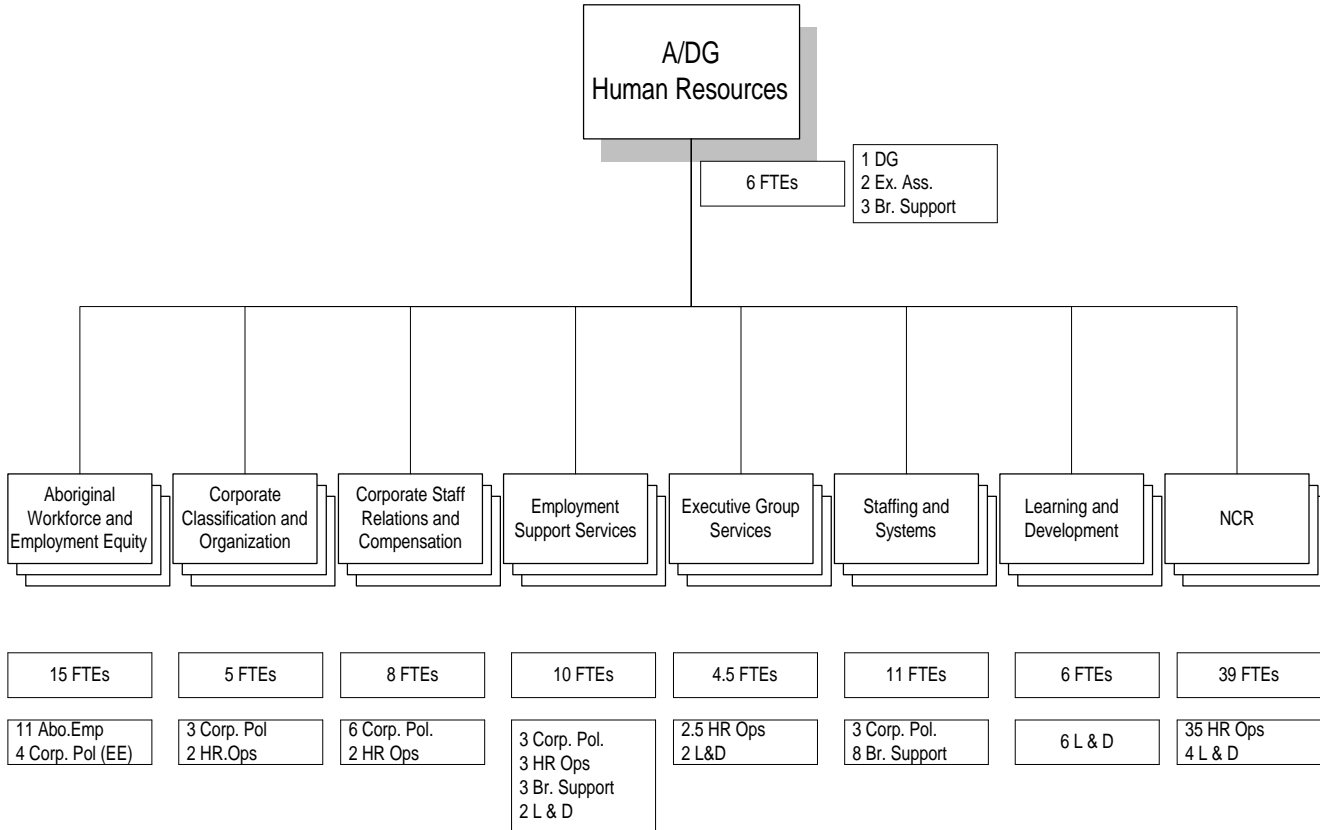 A/DG
Human Resources
6 FTEs
1 DG
2 Ex. Ass.
3 Br. Support
Aboriginal
Workforce and
Employment Equity
Corporate
Classification and
Organization
Corporate Staff
Relations and
Compensation
Employment
Support Services
Executive Group
Services
Staffing and
Systems
Learning and
Development
NCR
15 FTEs
5 FTEs
8 FTEs
10 FTEs
4.5 FTEs
11 FTEs
6 FTEs
39 FTEs
11 Abo.Emp
4 Corp. Pol (EE)
3 Corp. Pol
2 HR.Ops
6 Corp. Pol.
2 HR Ops
3 Corp. Pol.
3 HR Ops
3 Br. Support
2 L & D
2.5 HR Ops
2 L&D
3 Corp. Pol.
8 Br. Support
6 L & D
35 HR Ops
4 L & D